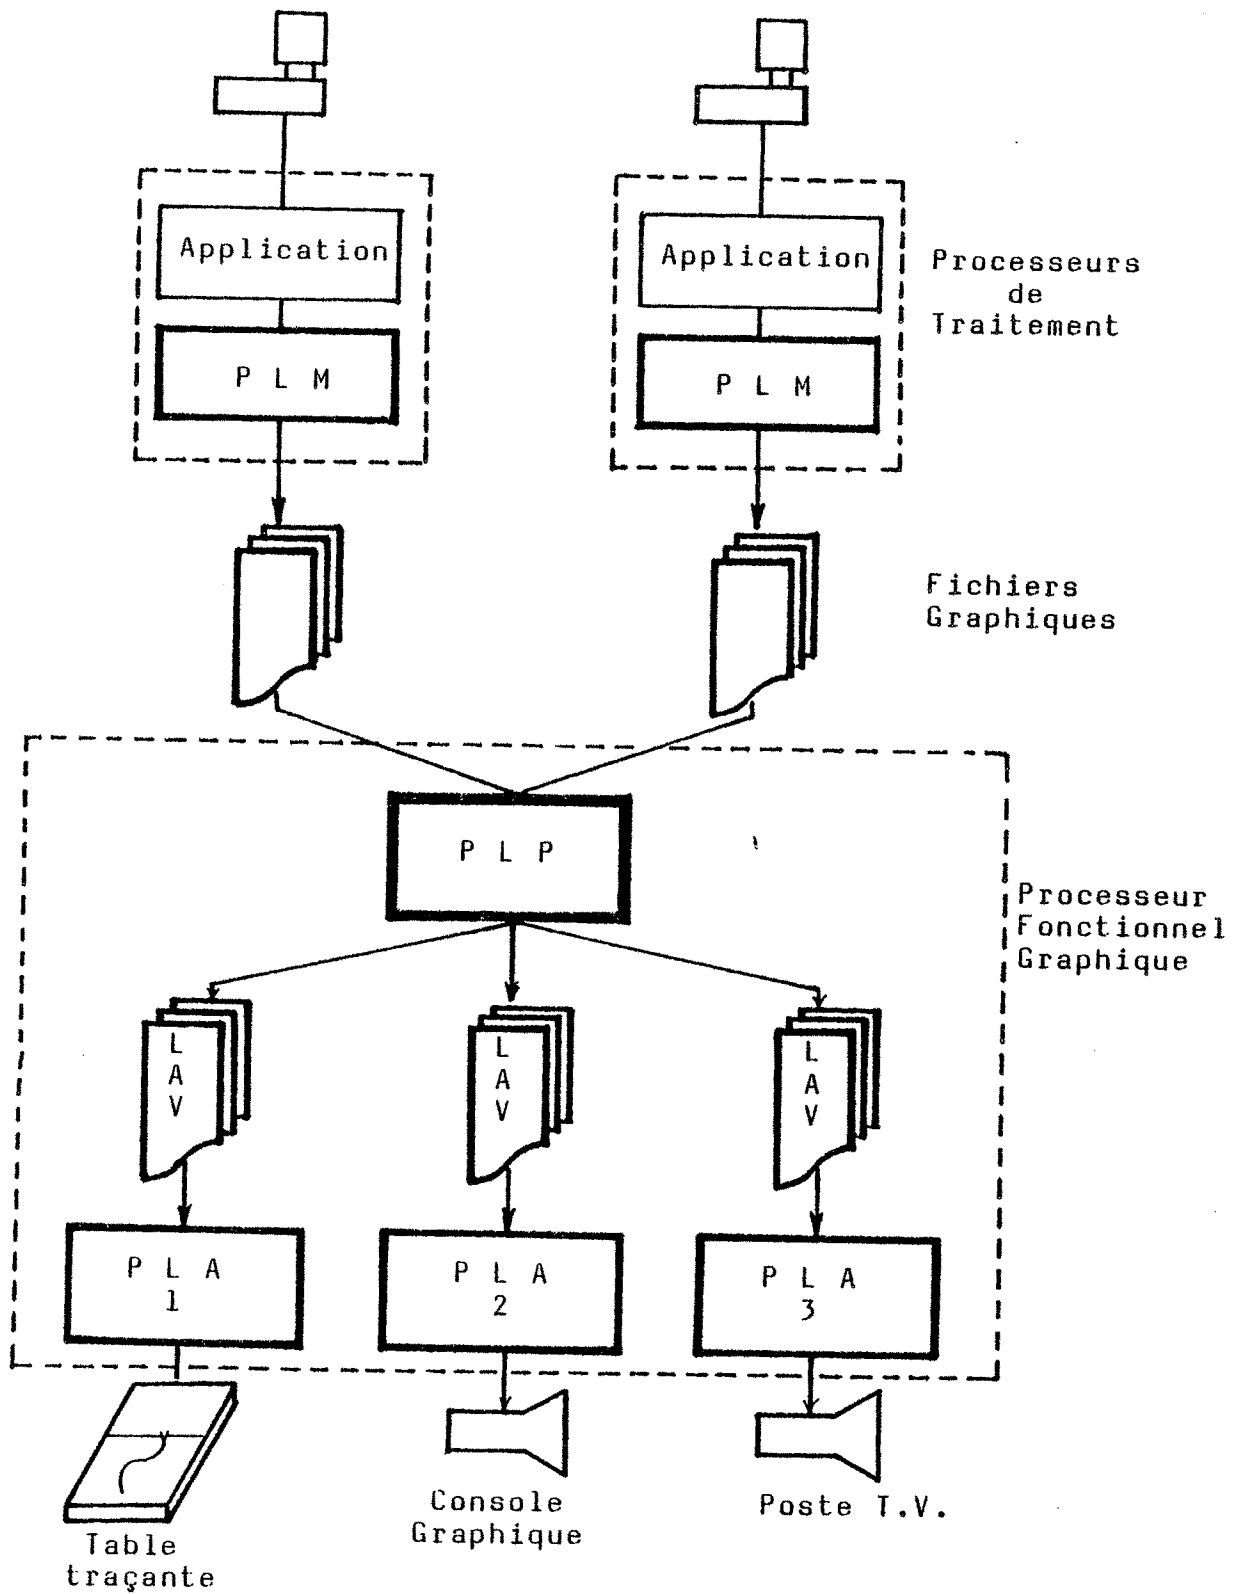 Application
Application
Processeurs
de
Traitement
P L M
P L M
Fichiers
Graphiques
P L P
Processeur
Fonctionnel
Graphique
L
A
V
L
A
V
L
A
V
P L A
1
P L A
2
P L A
3
Table
traçante
Console
Graphique
Poste T.V.